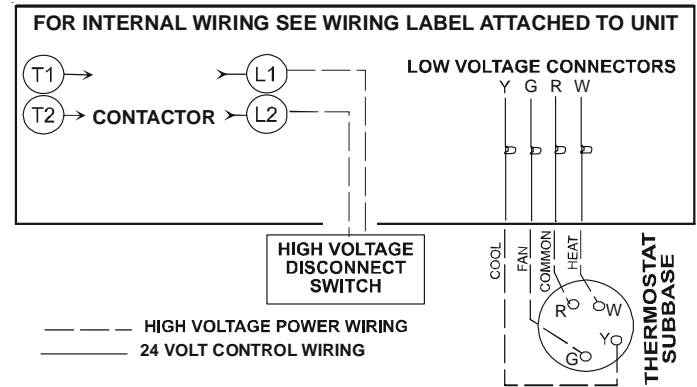 FOR INTERNAL WIRING SEE WIRING LABEL ATTACHED TO UNIT
T1 L1
T2 CONTACTOR L2
LOW VOLTAGE CONNECTORS
Y G R W
HIGH VOLTAGE
DISCONNECT
SWITCH
COOL
FAN
COMMON
HEAT
R W
Y
G
THERMOSTAT
SUBBASE
HIGH VOLTAGE POWER WIRING
24 VOLT CONTROL WIRING